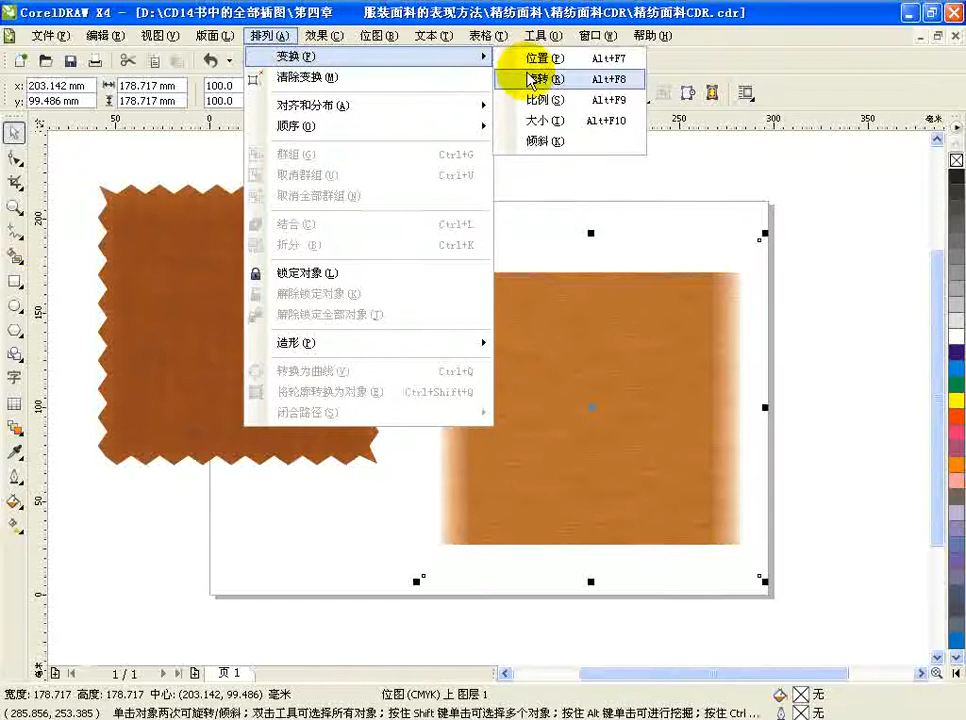 CorelDRAW X4 - [D:\CD14书中的全部插图\第四章 服装面料的表现方法\精纺面料\精纺面料CDR\精纺面料CDR.cdr]
文件(F) 编辑(E) 视图(V) 版面(L) 排列(A) 效果(C) 位图(B) 文本(T) 表格(T) 工具(O) 窗口(W) 帮助(H)
x: 203.142 mm 178.717 mm 100.0
y: 99.486 mm 178.717 mm 100.0
变换(F)
清除变换(M)
对齐和分布(A)
顺序(O)
群组(G) Ctrl+G
取消群组(U) Ctrl+U
取消全部群组(N)
结合(C) Ctrl+L
拆分 (B) Ctrl+K
锁定对象(L)
解除锁定对象(K)
解除锁定全部对象(J)
造形(P)
转换为曲线(V) Ctrl+Q
将轮廓转换为对象(E) Ctrl+Shift+Q
闭合路径(S)
位置(P) Alt+F7
转(R) Alt+F8
比例(S) Alt+F9
大小(I) Alt+F10
倾斜(K)
50 0 250 300 350 毫米
200
150
100
50
0
1 / 1 页 1
宽度: 178.717 高度: 178.717 中心: (203.142, 99.486) 毫米 位图 (CMYK) 于 图层 1 无
(285.856, 253.385) 单击对象两次可旋转/倾斜；双击工具可选择所有对象；按住 Shift 键单击可选择多个对象；按住 Alt 键单击可进行挖掘；按住 Ctrl ... 无